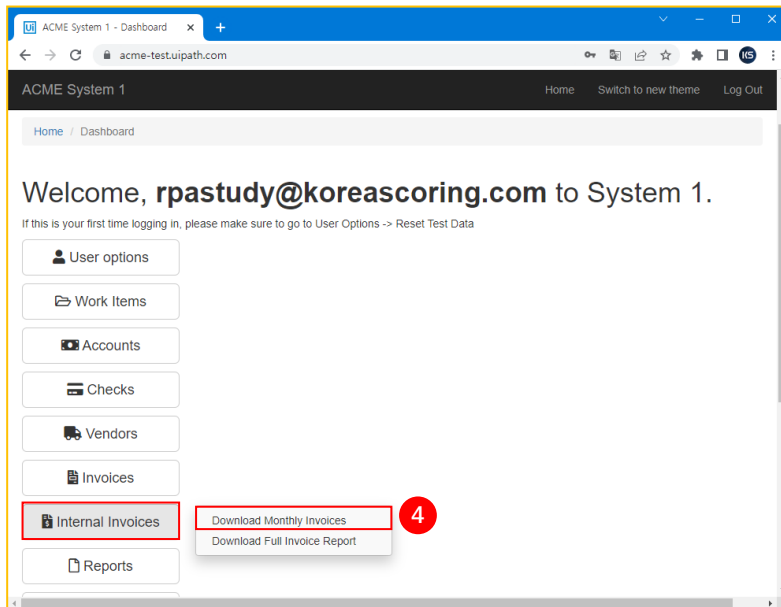 ACME System 1 - Dashboard
acme-test.uipath.com
KS
ACME System 1 Home Switch to new theme Log Out
Home / Dashboard
Welcome, rpastudy@koreascoring.com to System 1.
If this is your first time logging in, please make sure to go to User Options -> Reset Test Data
User options
Work Items
Accounts
Checks
Vendors
Invoices
Internal Invoices
Download Monthly Invoices
4
Download Full Invoice Report
Reports